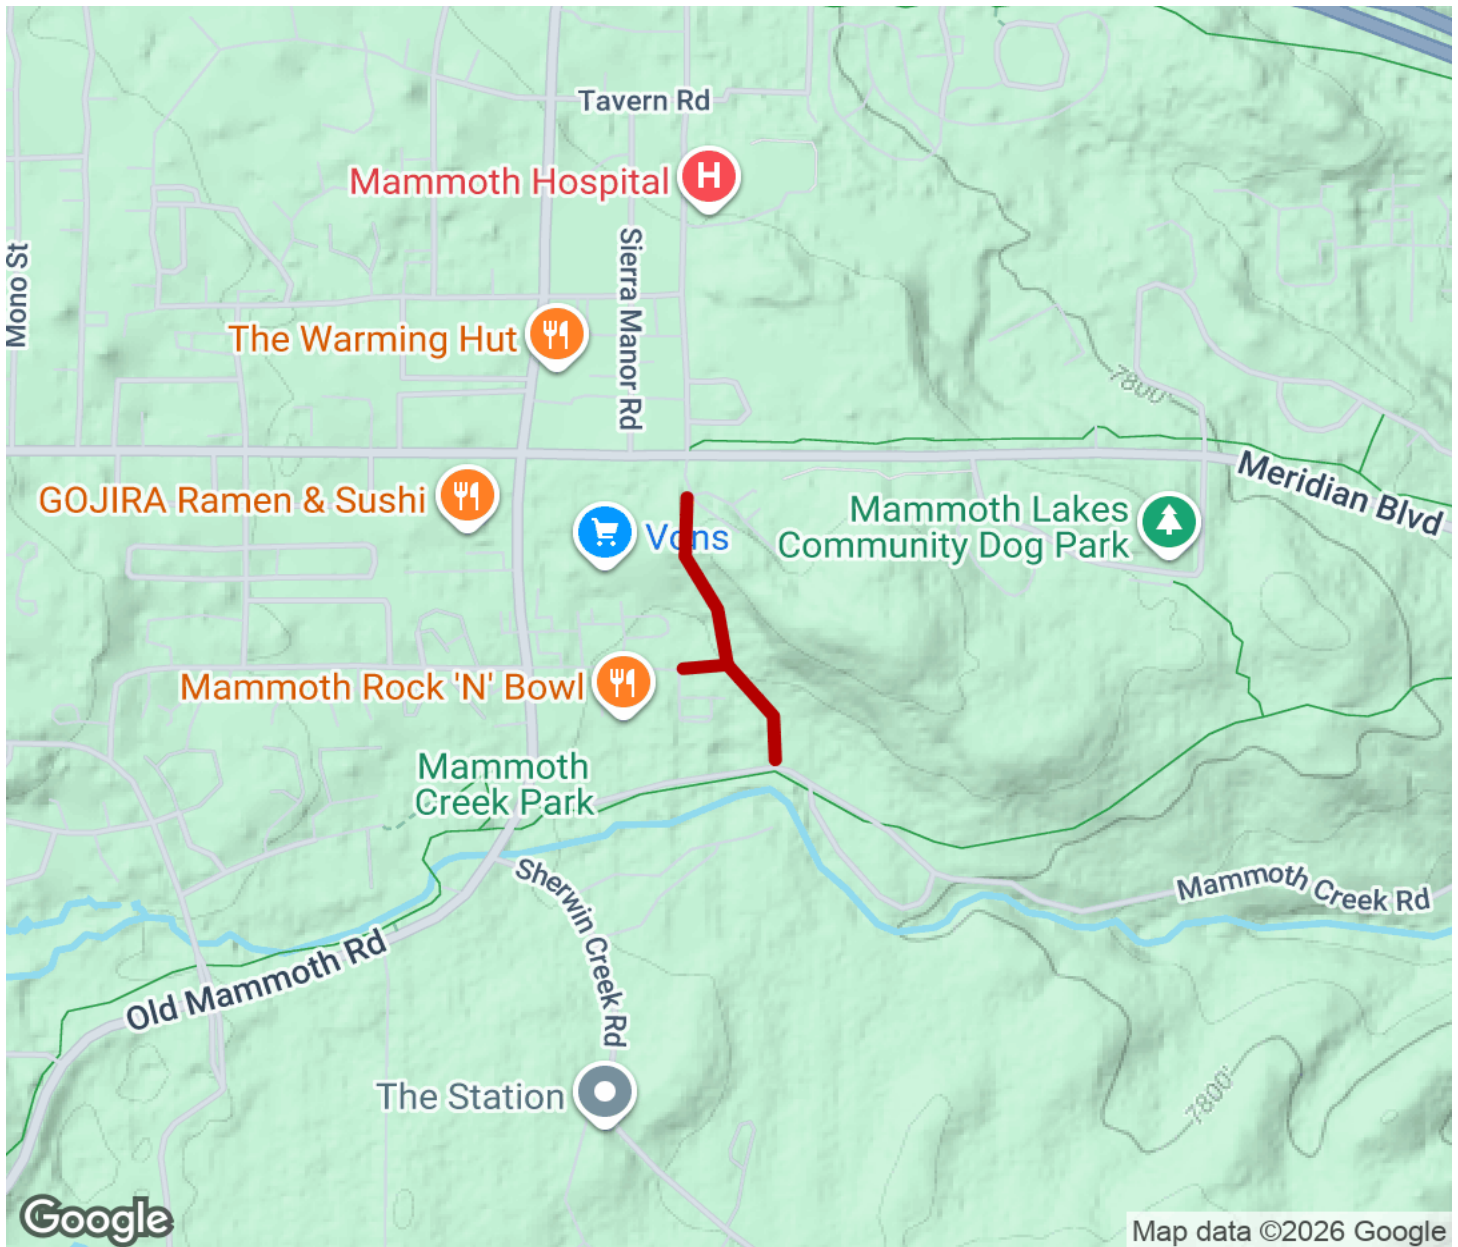 Tavern Rd
Mammoth Hospital
H
Mono St
Sierra Manor Rd
The Warming Hut
7800'
Meridian Blvd
GOJIRA Ramen & Sushi
Vons
Mammoth Lakes
Community Dog Park
Mammoth Rock 'N' Bowl
Mammoth
Creek Park
Sherwin Creek Rd
Mammoth Creek Rd
Old Mammoth Rd
The Station
7800'
Google
Map data ©2026 Google